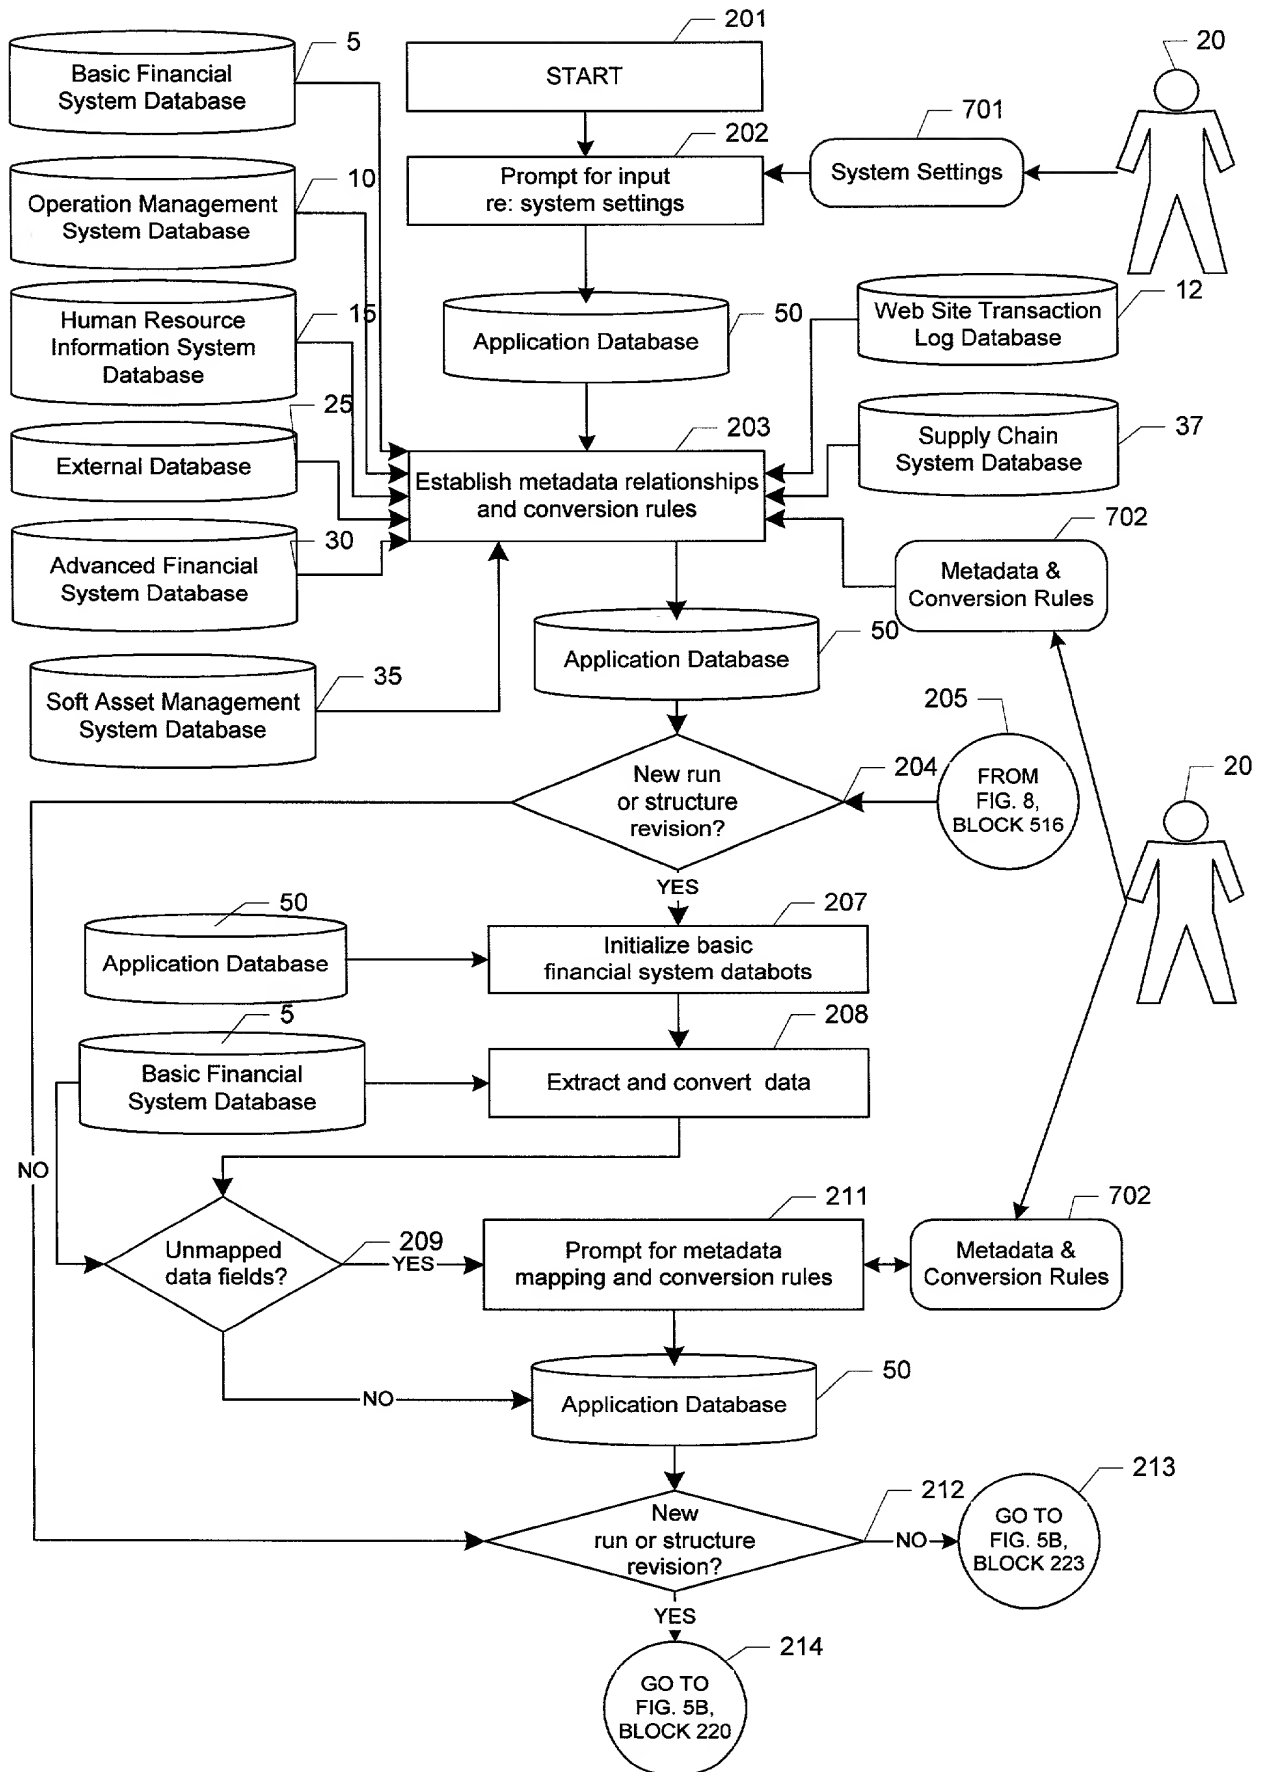 201
5
20
Basic Financial
System Database
START
701
202
10
System Settings
Prompt for input
re: system settings
Operation Management
System Database
12
15
50
Web Site Transaction
Log Database
Human Resource
Information System
Database
Application Database
25
203
37
Supply Chain
System Database
External Database
Establish metadata relationships
and conversion rules
702
30
Advanced Financial
System Database
Metadata &
Conversion Rules
50
Application Database
35
Soft Asset Management
System Database
205
204
20
New run
or structure
revision?
FROM
FIG. 8,
BLOCK 516
YES
50
207
Application Database
Initialize basic
financial system databots
5
208
Basic Financial
System Database
Extract and convert data
NO
211
702
209
Unmapped
data fields?
YES
Prompt for metadata
mapping and conversion rules
Metadata &
Conversion Rules
50
NO
Application Database
213
212
New
run or structure
revision?
NO
GO TO
FIG. 5B,
BLOCK 223
YES
214
GO TO
FIG. 5B,
BLOCK 220